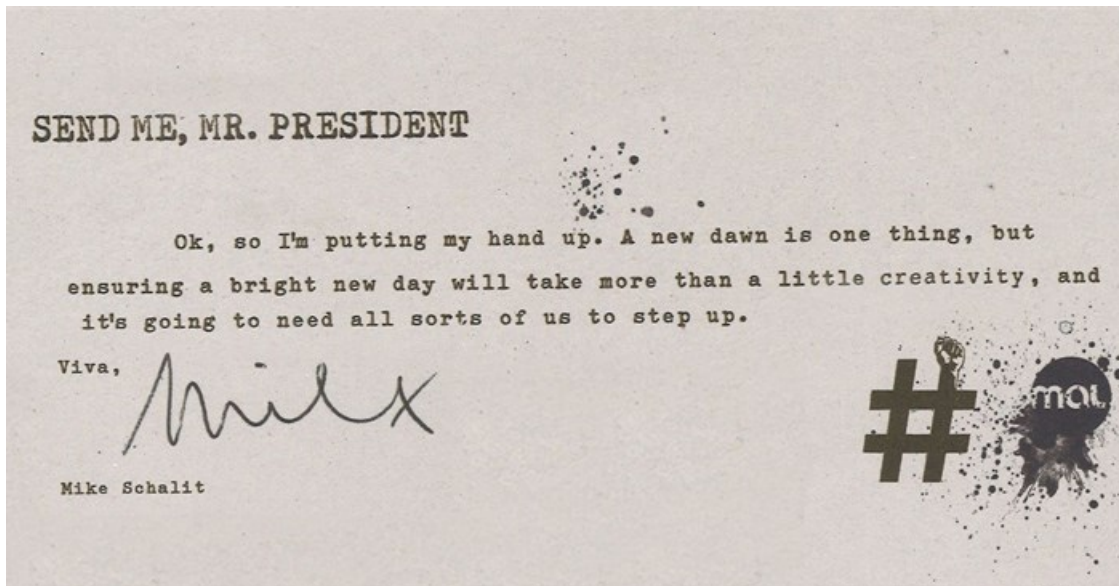 SEND ME, MR. PRESIDENT
Ok, so I'm putting my hand up. A new dawn is one thing, but
ensuring a bright new day will take more than a little creativity, and
it's going to need all sorts of us to step up.
Viva,
Mike Schalit
#